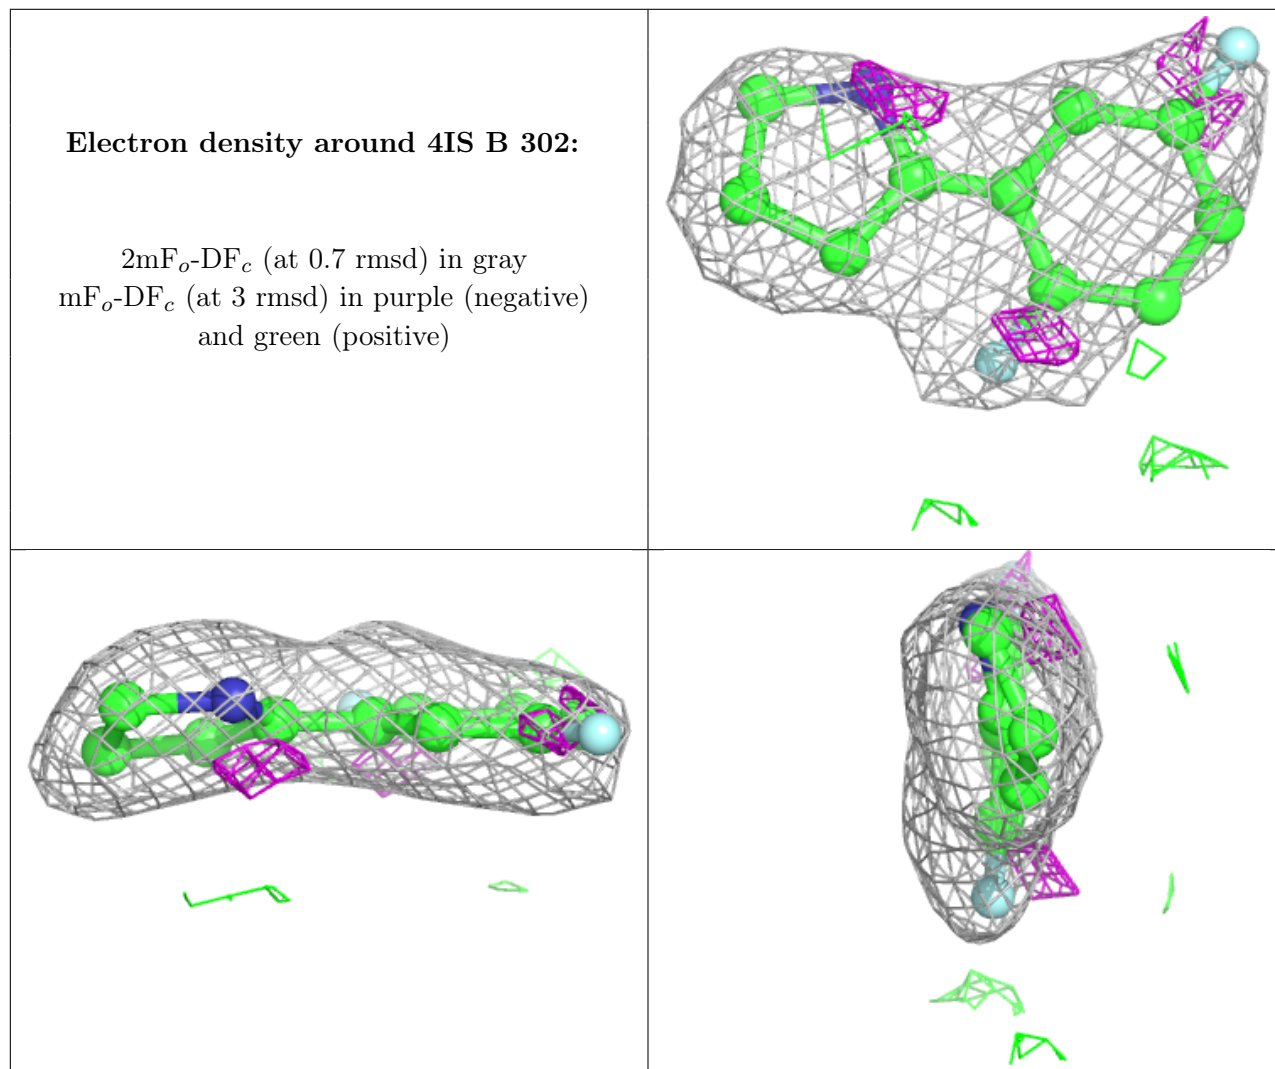 Electron density around 4IS B 302:
2mFo-DFc (at 0.7 rmsd) in gray
mFo-DFc (at 3 rmsd) in purple (negative)
and green (positive)